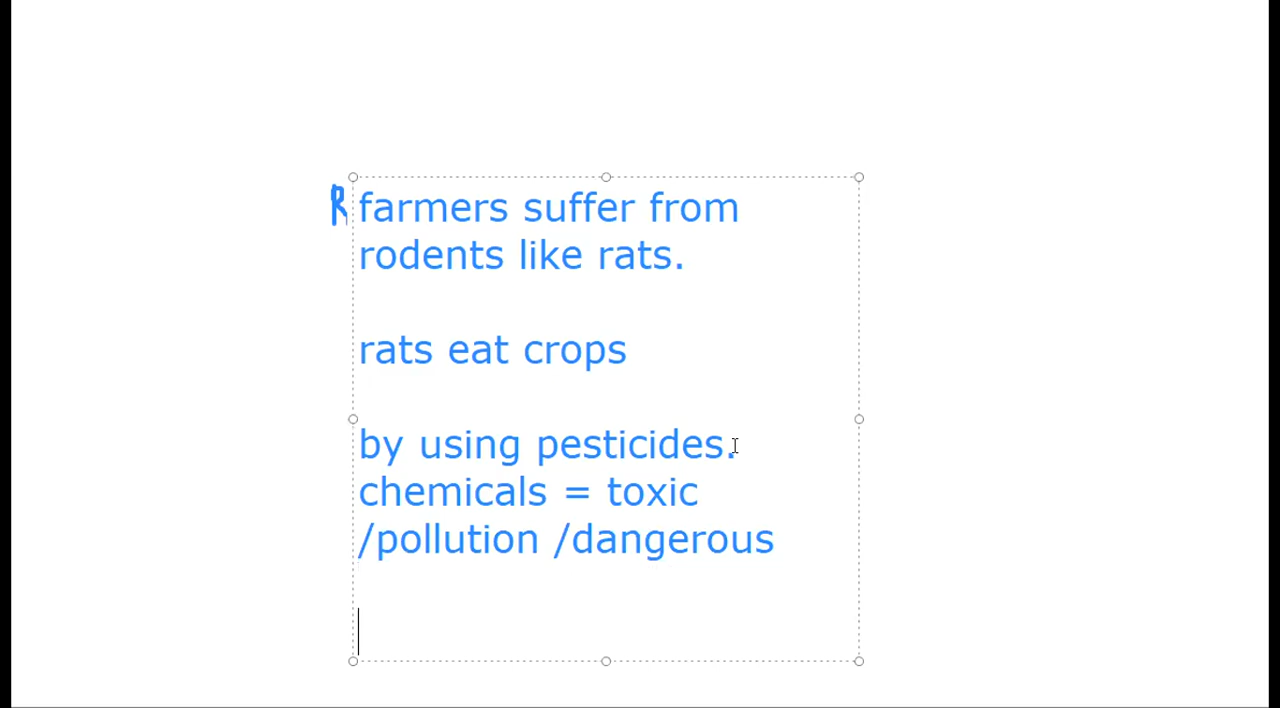 R farmers suffer from
rodents like rats.
rats eat crops
by using pesticides.
chemicals = toxic
/pollution /dangerous